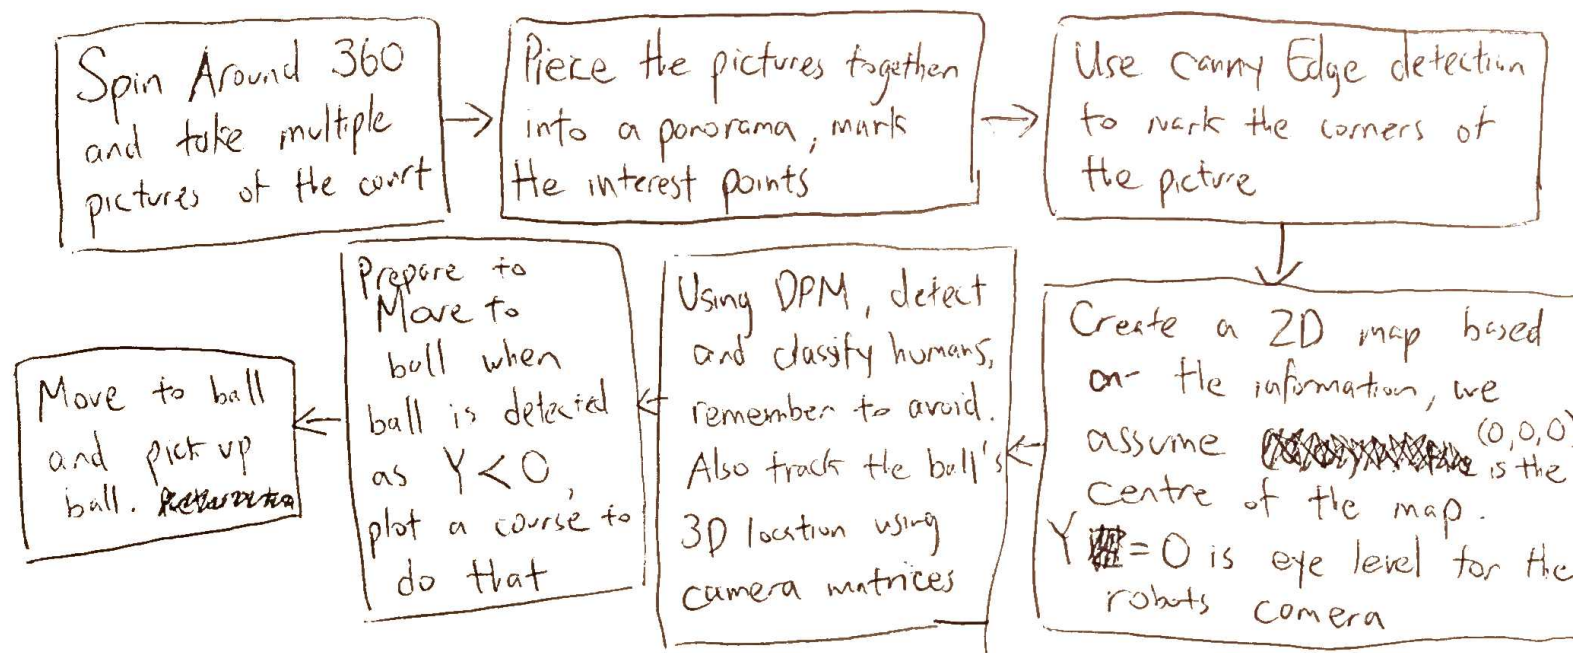 Spin Around 360
and take multiple
pictures of the court
Piece the pictures together
into a panorama, mark
the interest points
Use canny Edge detection
to mark the corners of
the picture
Create a 2D map based
on the information, we
assume (0,0,0)
is the
centre of the map.
Y = 0 is eye level for the
robots camera
Using DPM, detect
and classify humans,
remember to avoid.
Also track the ball's
3D location using
camera matrices
Prepare to
Move to
ball when
ball is detected
as Y < 0,
plot a course to
do that
Move to ball
and pick up
ball.